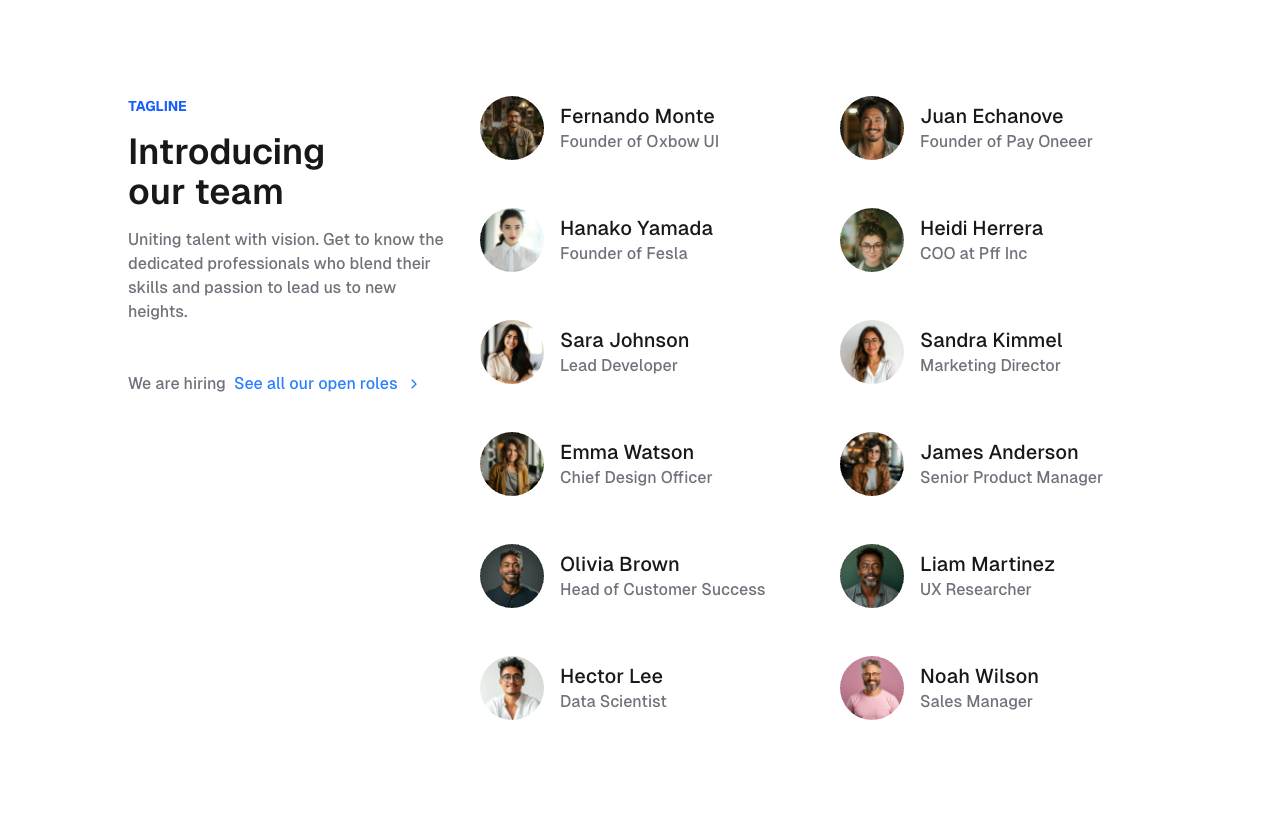 TAGLINE
Introducing
our team
Uniting talent with vision. Get to know the
dedicated professionals who blend their
skills and passion to lead us to new
heights.
We are hiring See all our open roles
Fernando Monte
Founder of Oxbow UI
Juan Echanove
Founder of Pay Oneeer
Hanako Yamada
Founder of Fesla
Heidi Herrera
COO at Pff Inc
Sara Johnson
Lead Developer
Sandra Kimmel
Marketing Director
Emma Watson
Chief Design Officer
James Anderson
Senior Product Manager
Olivia Brown
Head of Customer Success
Liam Martinez
UX Researcher
Hector Lee
Data Scientist
Noah Wilson
Sales Manager